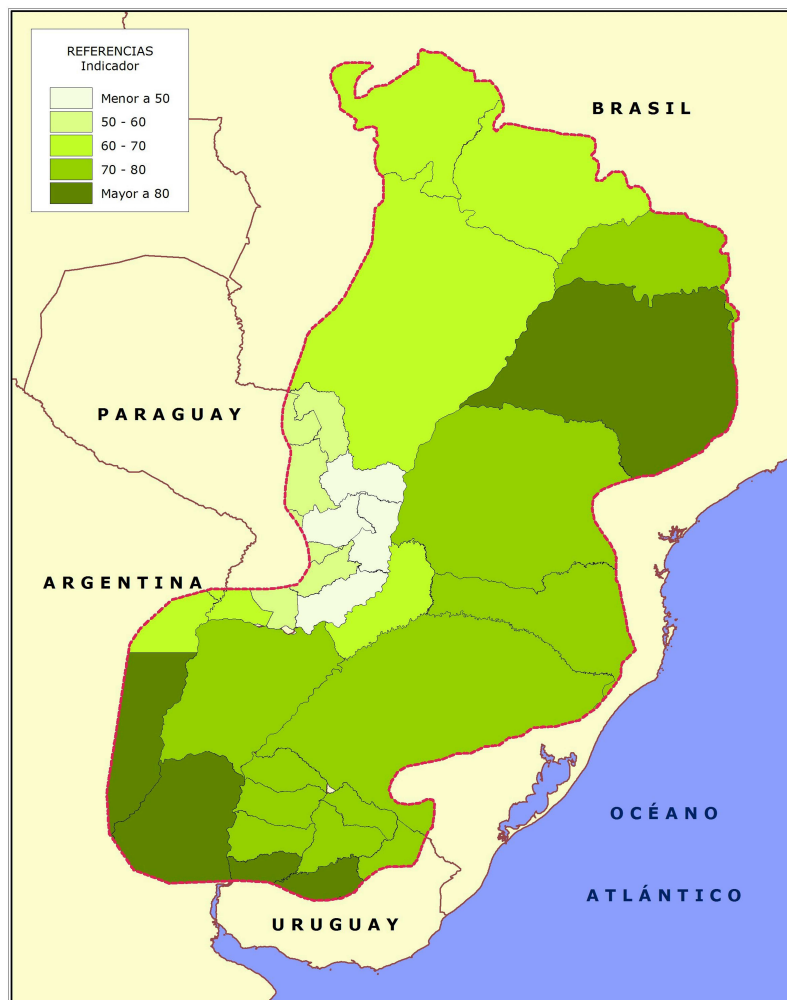 REFERENCIAS
Indicador
Menor a 50
50 - 60
60 - 70
70 - 80
Mayor a 80
BRASIL
PARAGUAY
ARGENTINA
OCÉANO
ATLÁNTICO
URUGUAY